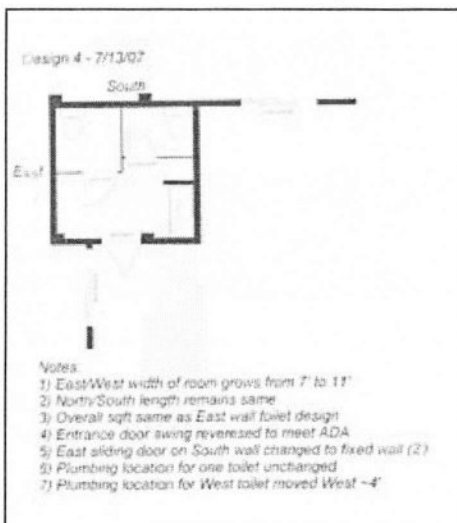 Design 4 - 7/13/07
South
East
Notes:
1) East/West width of room grows from 7' to 11'
2) North/South length remains same
3) Overall sqft same as East wall toilet design
4) Entrance door swing reveresed to meet ADA
5) East sliding door on South wall changed to fixed wall (2')
6) Plumbing location for one toilet unchanged
7) Plumbing location for West toilet moved West ~4'